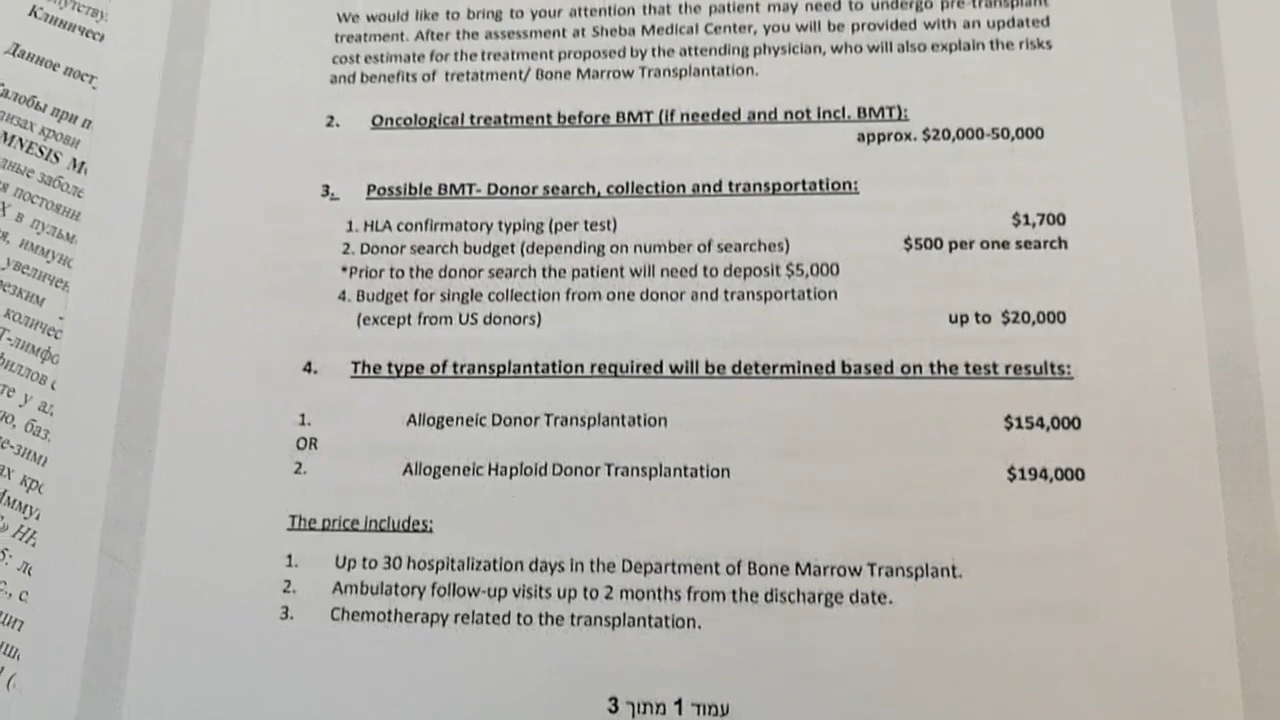 We would like to bring to your attention that the patient may need to undergo pre-transplant
treatment. After the assessment at Sheba Medical Center, you will be provided with an updated
cost estimate for the treatment proposed by the attending physician, who will also explain the risks
and benefits of tretatment/ Bone Marrow Transplantation.
2. Oncological treatment before BMT (if needed and not incl. BMT):
approx. $20,000-50,000
3. Possible BMT- Donor search, collection and transportation:
1. HLA confirmatory typing (per test) $1,700
2. Donor search budget (depending on number of searches) $500 per one search
*Prior to the donor search the patient will need to deposit $5,000
4. Budget for single collection from one donor and transportation
(except from US donors) up to $20,000
4. The type of transplantation required will be determined based on the test results:
1. Allogeneic Donor Transplantation $154,000
OR
2. Allogeneic Haploid Donor Transplantation $194,000
The price includes:
1. Up to 30 hospitalization days in the Department of Bone Marrow Transplant.
2. Ambulatory follow-up visits up to 2 months from the discharge date.
3. Chemotherapy related to the transplantation.
עמוד 1 מתוך 3
Данное
при
крови
MNESIS
постоянн
в